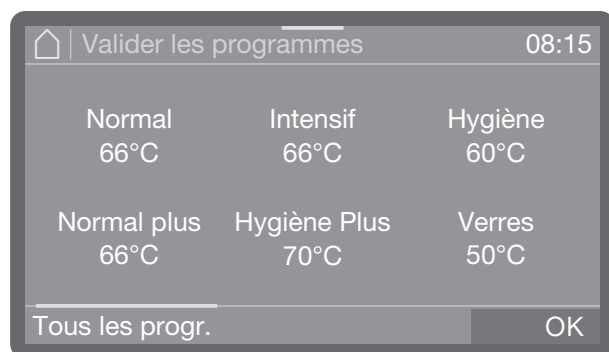 Valider les programmes 08:15
Normal Intensif Hygiène
66°C 66°C 60°C
Normal plus Hygiène Plus Verres
66°C 70°C 50°C
Tous les progr. OK